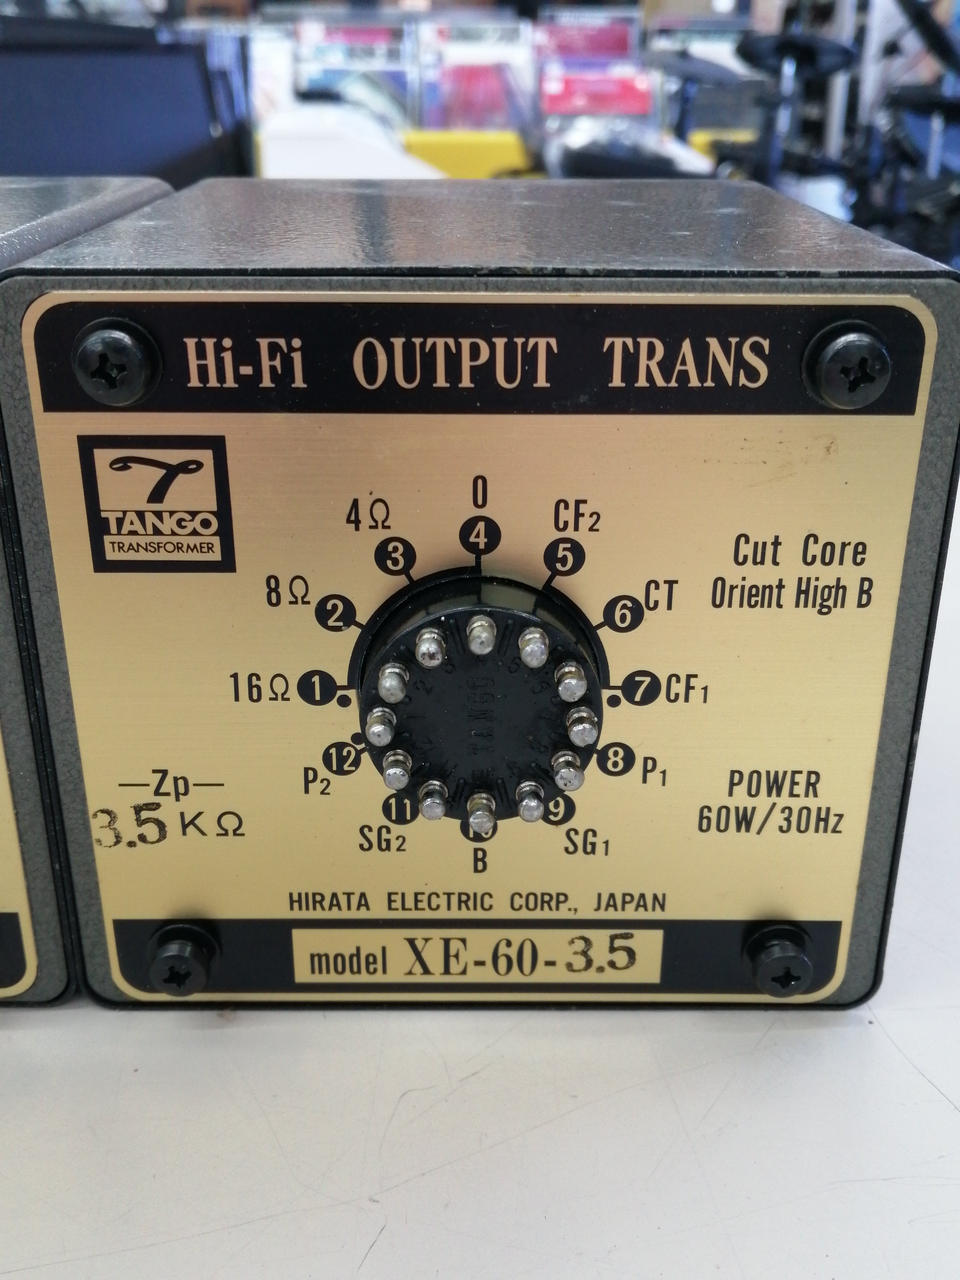 Hi-Fi OUTPUT TRANS
TANGO
TRANSFORMER
0
4Ω
CF2
4
3
5
8Ω
CT
2
6
Cut Core
Orient High B
16Ω
1
7
CF1
TANGO
12
8
P2
P1
—Zp—
3.5 KΩ
POWER
60W/30Hz
11
9
SG2
10
SG1
B
HIRATA ELECTRIC CORP., JAPAN
model XE-60-3.5